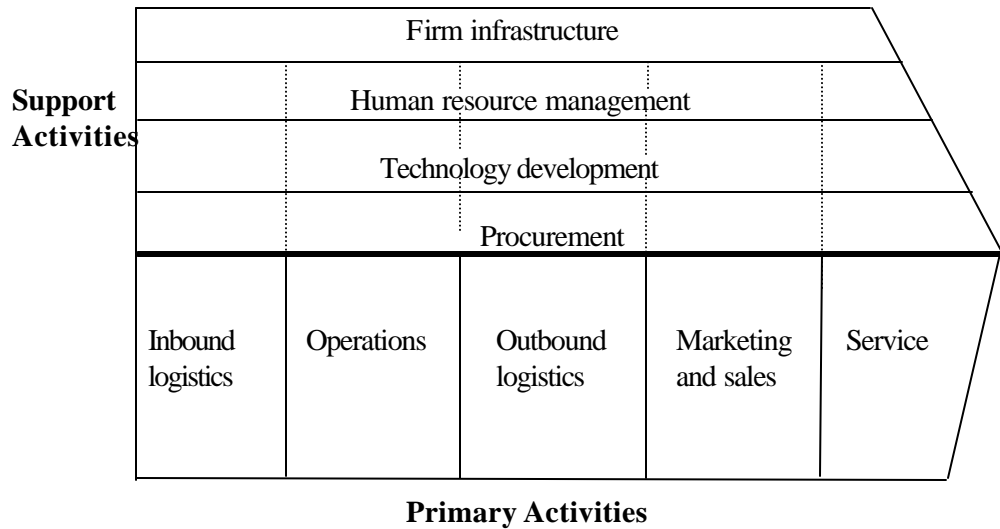 Firm infrastructure
Support
Activities
Human resource management
Technology development
Procurement
Inbound
logistics
Operations
Outbound
logistics
Marketing
and sales
Service
Primary Activities